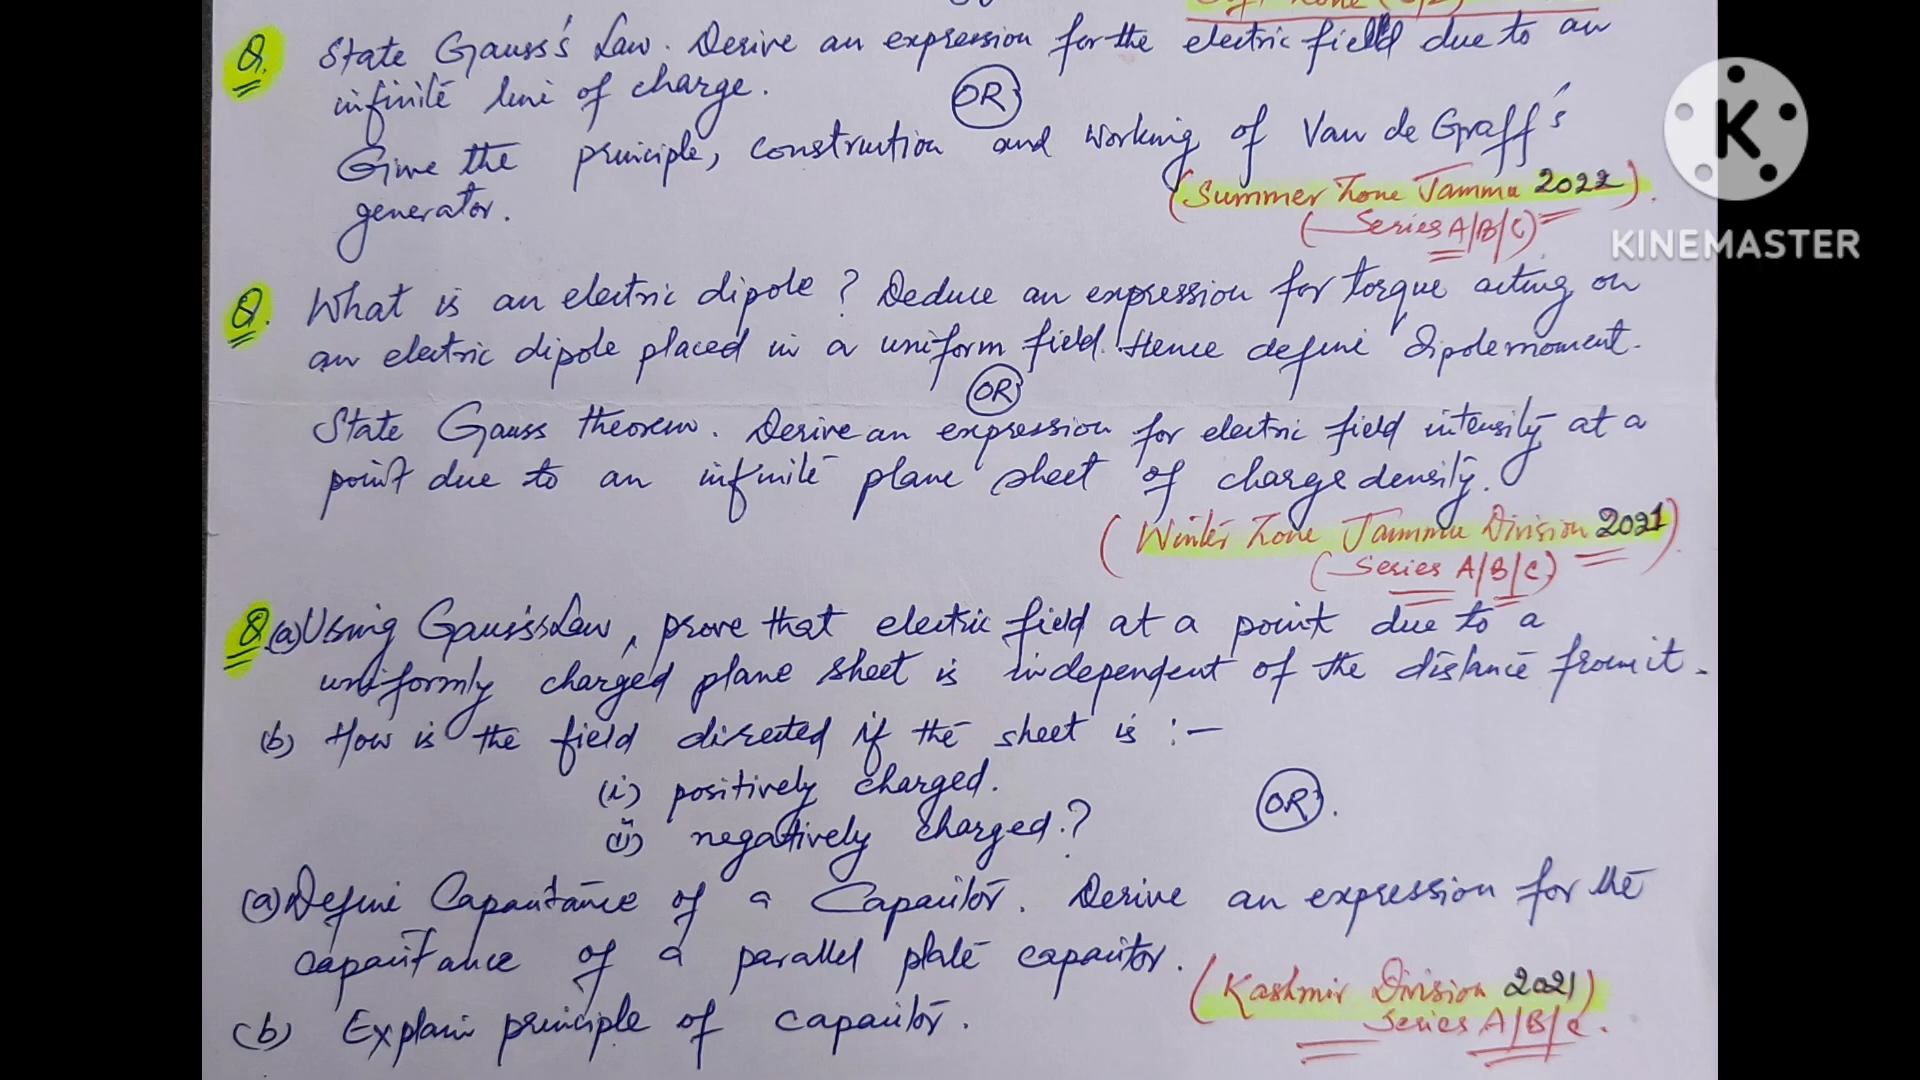 Q. State Gauss's Law. Derive an expression for the electric field due to an
infinite line of charge.
OR
Give the principle, construction and working of Van de Graff's
generator.
(Summer Zone Jammu 2022).
(Series A/B/C)
K
KINEMASTER
Q. What is an electric dipole? Deduce an expression for torque acting on
an electric dipole placed in a uniform field. Hence define dipole moment.
OR
State Gauss theorem. Derive an expression for electric field intensity at a
point due to an infinite plane sheet of charge density.
(Winter Zone Jammu Division 2021)
(Series A/B/C)
Q (a) Using Gauss's Law, prove that electric field at a point due to a
uniformly charged plane sheet is independent of the distance from it.
(b) How is the field directed if the sheet is :-
(i) positively charged.
(ii) negatively charged.?
OR.
(a) Define Capacitance of a Capacitor. Derive an expression for the
capacitance of a parallel plate capacitor.
(Kashmir Division 2021)
Series A/B/C.
(b) Explain principle of capacitor.